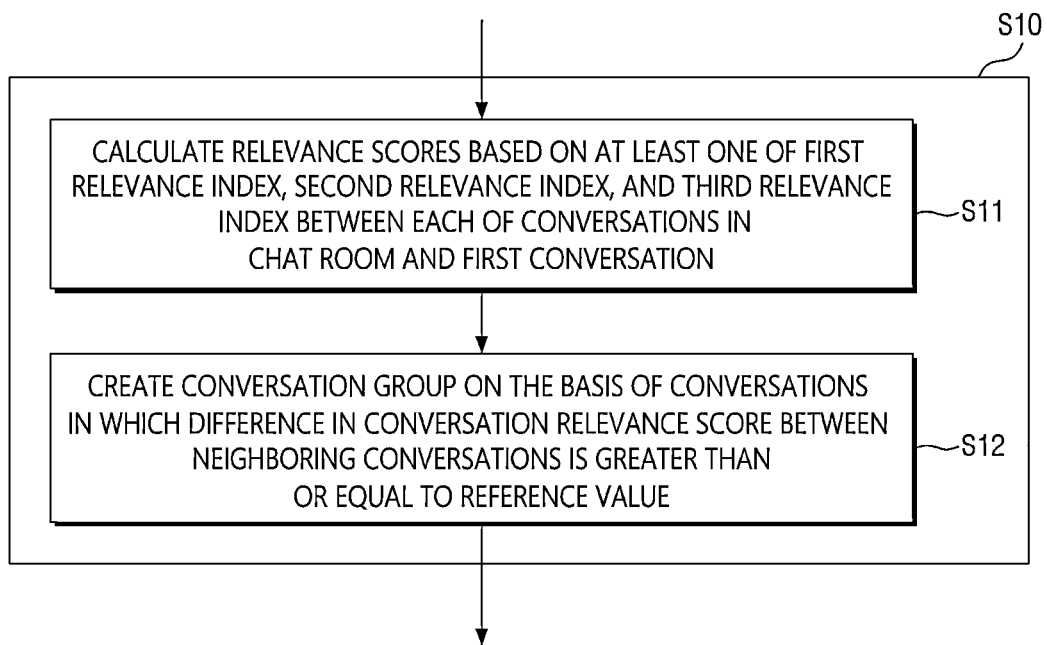 S10
CALCULATE RELEVANCE SCORES BASED ON AT LEAST ONE OF FIRST
RELEVANCE INDEX, SECOND RELEVANCE INDEX, AND THIRD RELEVANCE
INDEX BETWEEN EACH OF CONVERSATIONS IN
CHAT ROOM AND FIRST CONVERSATION
S11
CREATE CONVERSATION GROUP ON THE BASIS OF CONVERSATIONS
IN WHICH DIFFERENCE IN CONVERSATION RELEVANCE SCORE BETWEEN
NEIGHBORING CONVERSATIONS IS GREATER THAN
OR EQUAL TO REFERENCE VALUE
S12